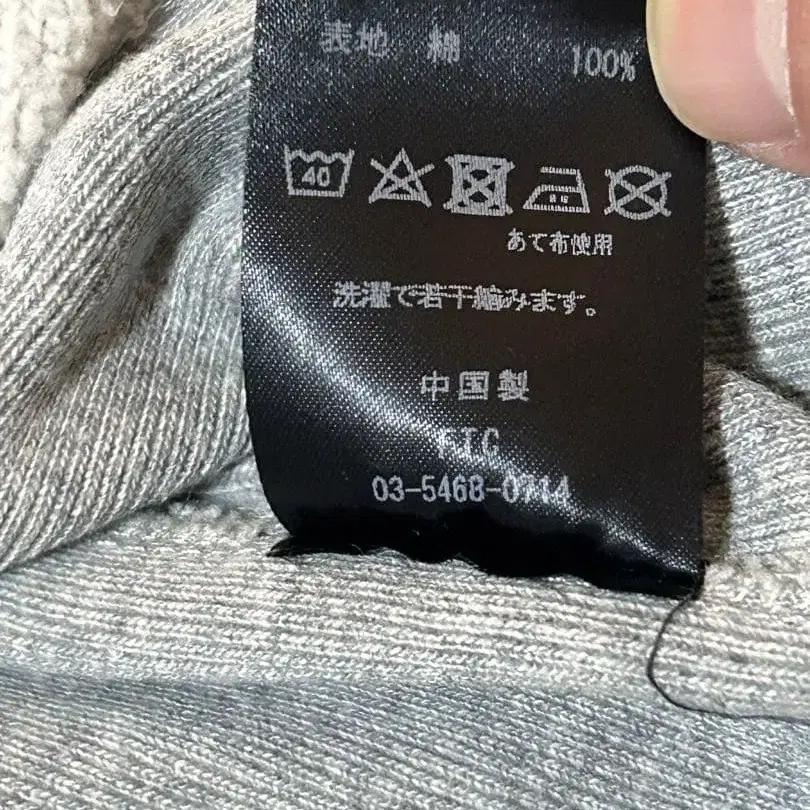 表地 綿 100%
40
あて布使用
洗濯で若干縮みます。
中国製
03-5468-0714